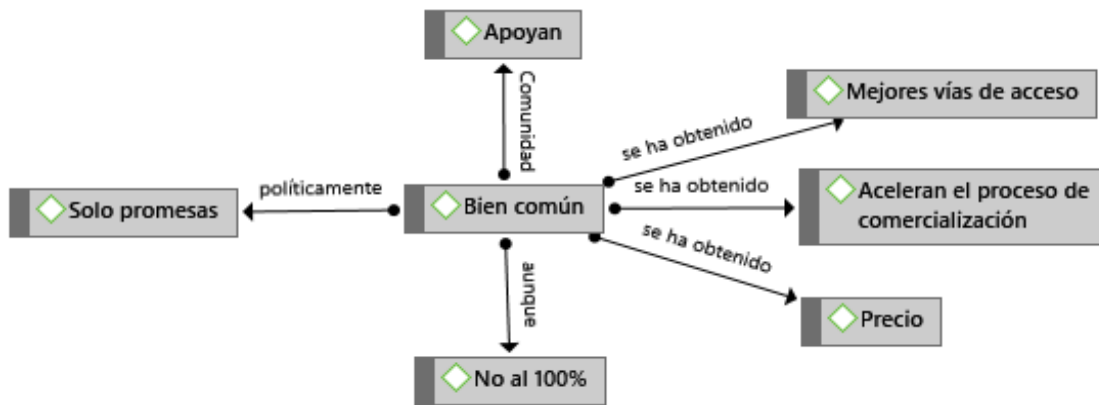 Apoyan
Comunidad
Mejores vías de acceso
se ha obtenido
políticamente
Solo promesas
Bien común
se ha obtenido
Aceleran el proceso de
comercialización
se ha obtenido
aunque
Precio
No al 100%